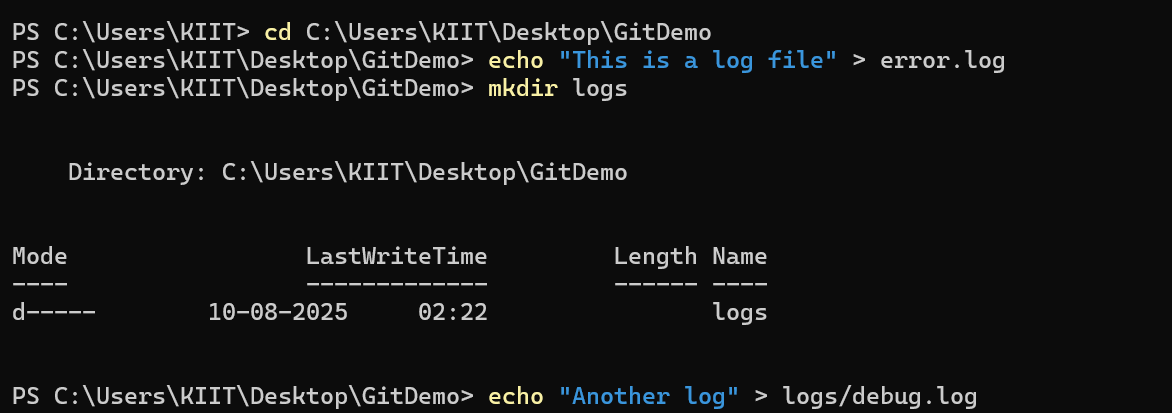 PS C:\Users\KIIT> cd C:\Users\KIIT\Desktop\GitDemo
PS C:\Users\KIIT\Desktop\GitDemo> echo "This is a log file" > error.log
PS C:\Users\KIIT\Desktop\GitDemo> mkdir logs
    Directory: C:\Users\KIIT\Desktop\GitDemo
Mode                 LastWriteTime         Length Name
----                 -------------         ------ ----
d-----        10-08-2025     02:22                logs
PS C:\Users\KIIT\Desktop\GitDemo> echo "Another log" > logs/debug.log